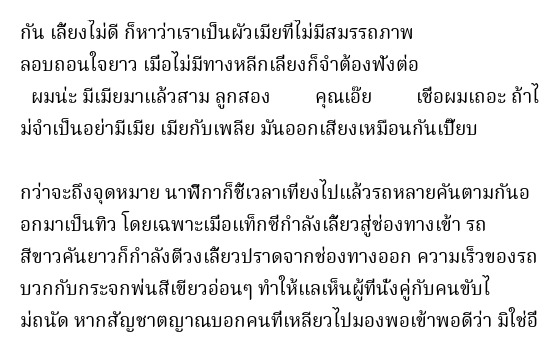 กัน เลี้ยงไม่ดี ก็หาว่าเราเป็นผัวเมียที่ไม่มีสมรรถภาพ
ลอบถอนใจยาว เมื่อไม่มีทางหลีกเลี่ยงก็จำต้องฟังต่อ
ผมน่ะ มีเมียมาแล้วสาม ลูกสอง คุณเอ๊ย เชื่อผมเถอะ ถ้าไ
ม่จำเป็นอย่ามีเมีย เมียกับเพลีย มันออกเสียงเหมือนกันเปี๊ยบ
กว่าจะถึงจุดหมาย นาฬิกาก็ชี้เวลาเที่ยงไปแล้วรถหลายคันตามกันอ
อกมาเป็นทิว โดยเฉพาะเมื่อแท็กซี่กำลังเลี้ยวสู่ช่องทางเข้า รถ
สีขาวคันยาวก็กำลังตีวงเลี้ยวปราดจากช่องทางออก ความเร็วของรถ
บวกกับกระจกพ่นสีเขียวอ่อนๆ ทำให้แลเห็นผู้ที่นั่งคู่กับคนขับไ
ม่ถนัด หากสัญชาตญาณบอกคนที่เหลียวไปมองพอเข้าพอดีว่า มิใช่อื